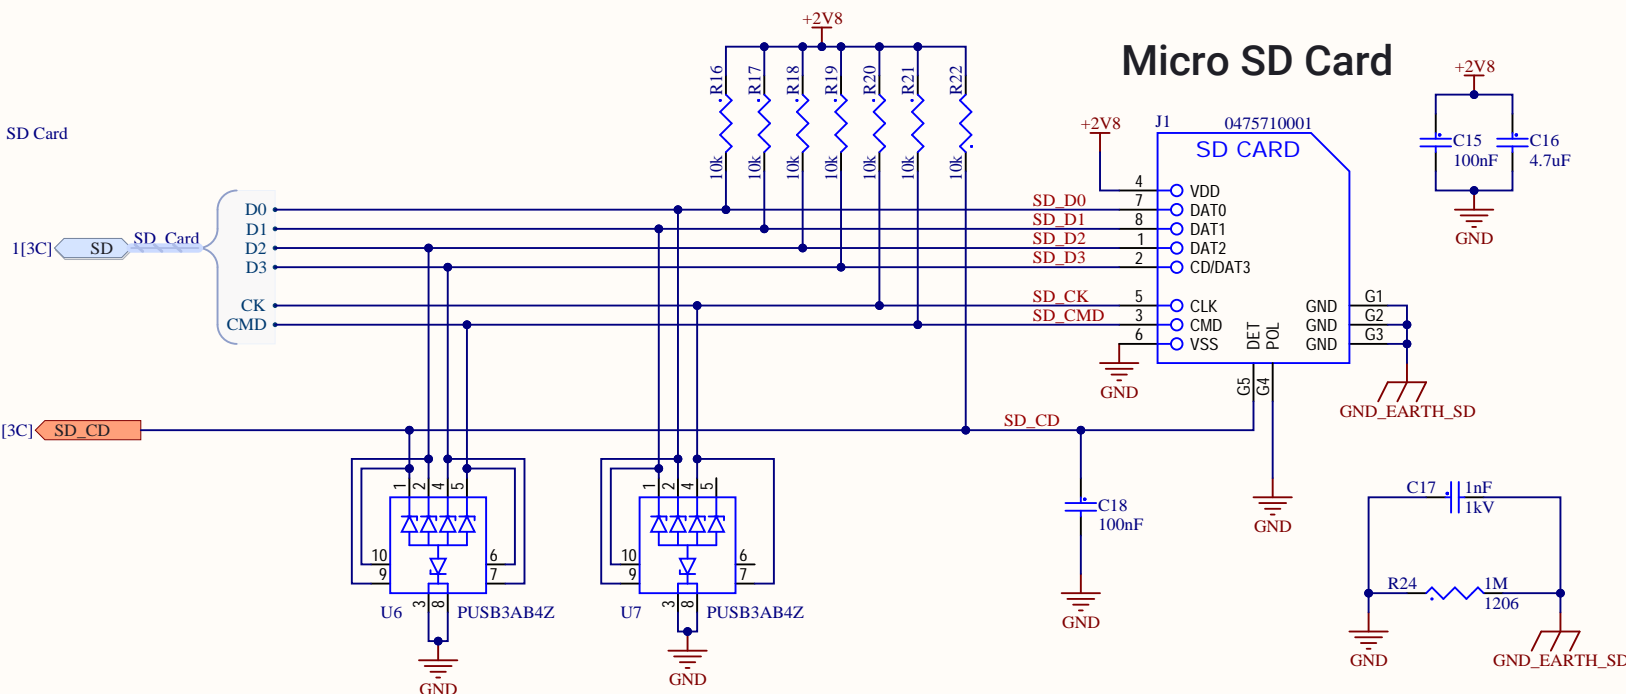 +2V8
Micro SD Card
+2V8
R16
R17
R18
R19
R20
R21
R22
10k
10k
10k
10k
10k
10k
10k
SD Card
+2V8
J1
0475710001
SD CARD
C15
100nF
C16
4.7uF
GND
4
VDD
D0
SD_D0
7
DAT0
D1
SD_D1
8
DAT1
1[3C]
SD
SD_Card
D2
SD_D2
1
DAT2
D3
SD_D3
2
CD/DAT3
CK
SD_CK
5
CLK
GND
G1
CMD
SD_CMD
3
CMD
GND
G2
6
VSS
GND
G3
DET
POL
G5
G4
GND
GND_EARTH_SD
[3C]
SD_CD
SD_CD
1
2
4
5
10
9
6
7
3
8
U6
PUSB3AB4Z
GND
1
2
4
5
10
9
6
7
3
8
U7
PUSB3AB4Z
GND
C18
100nF
GND
GND
C17
1nF
1kV
R24
1M
1206
GND
GND_EARTH_SD